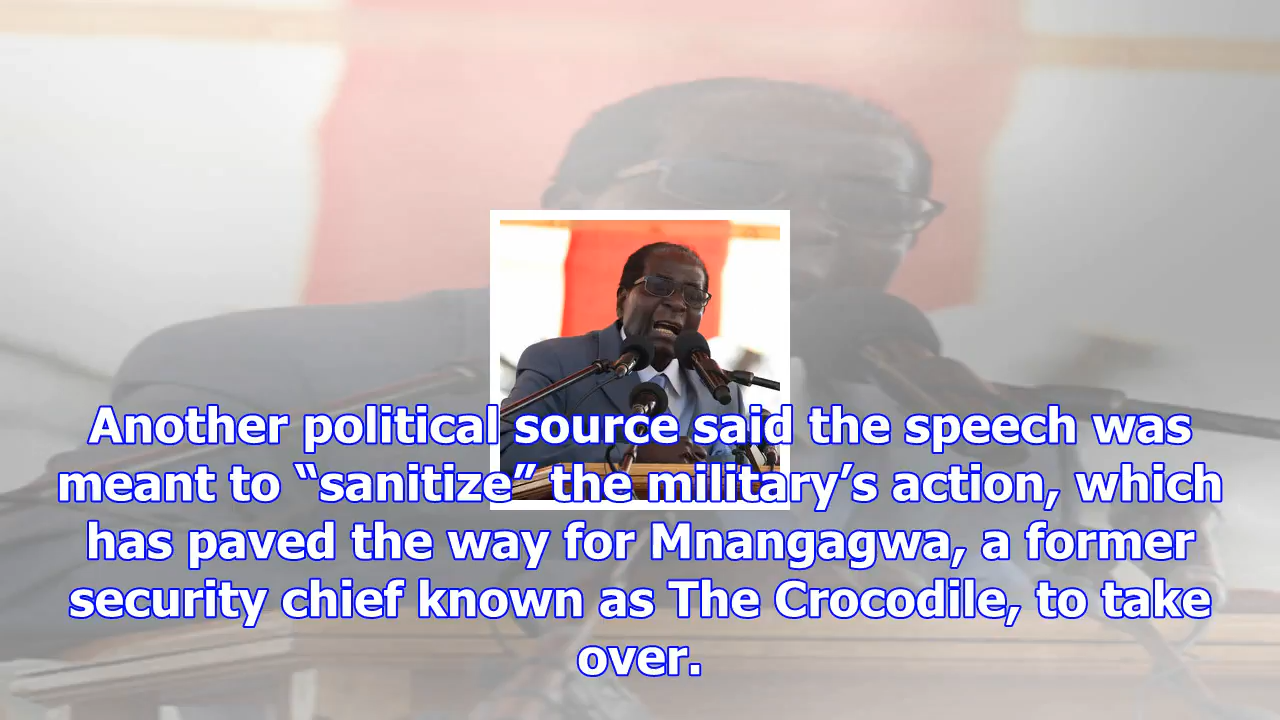 Another political source said the speech was
meant to “sanitize” the military’s action, which
has paved the way for Mnangagwa, a former
security chief known as The Crocodile, to take
over.